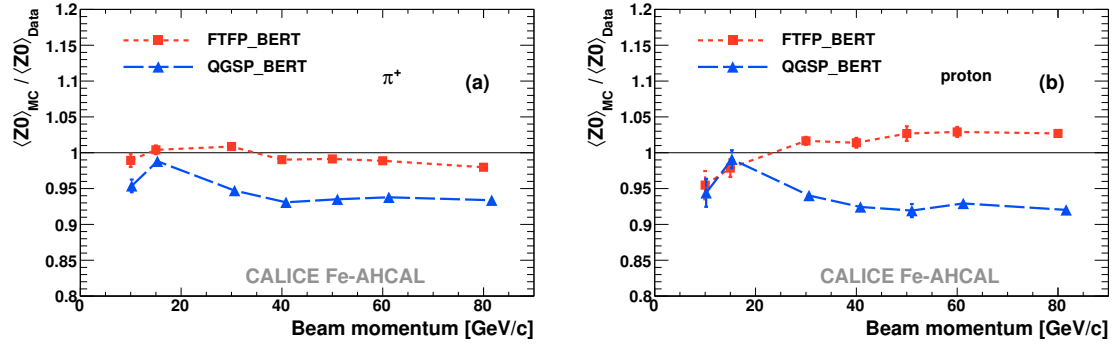 ⟨Z0⟩MC / ⟨Z0⟩Data
1.2
1.15
1.1
1.05
1
0.95
0.9
0.85
0.8
FTFP_BERT
QGSP_BERT
π+
(a)
CALICE Fe-AHCAL
0 20 40 60 80
Beam momentum [GeV/c]
⟨Z0⟩MC / ⟨Z0⟩Data
1.2
1.15
1.1
1.05
1
0.95
0.9
0.85
0.8
FTFP_BERT
QGSP_BERT
proton
(b)
CALICE Fe-AHCAL
0 20 40 60 80
Beam momentum [GeV/c]